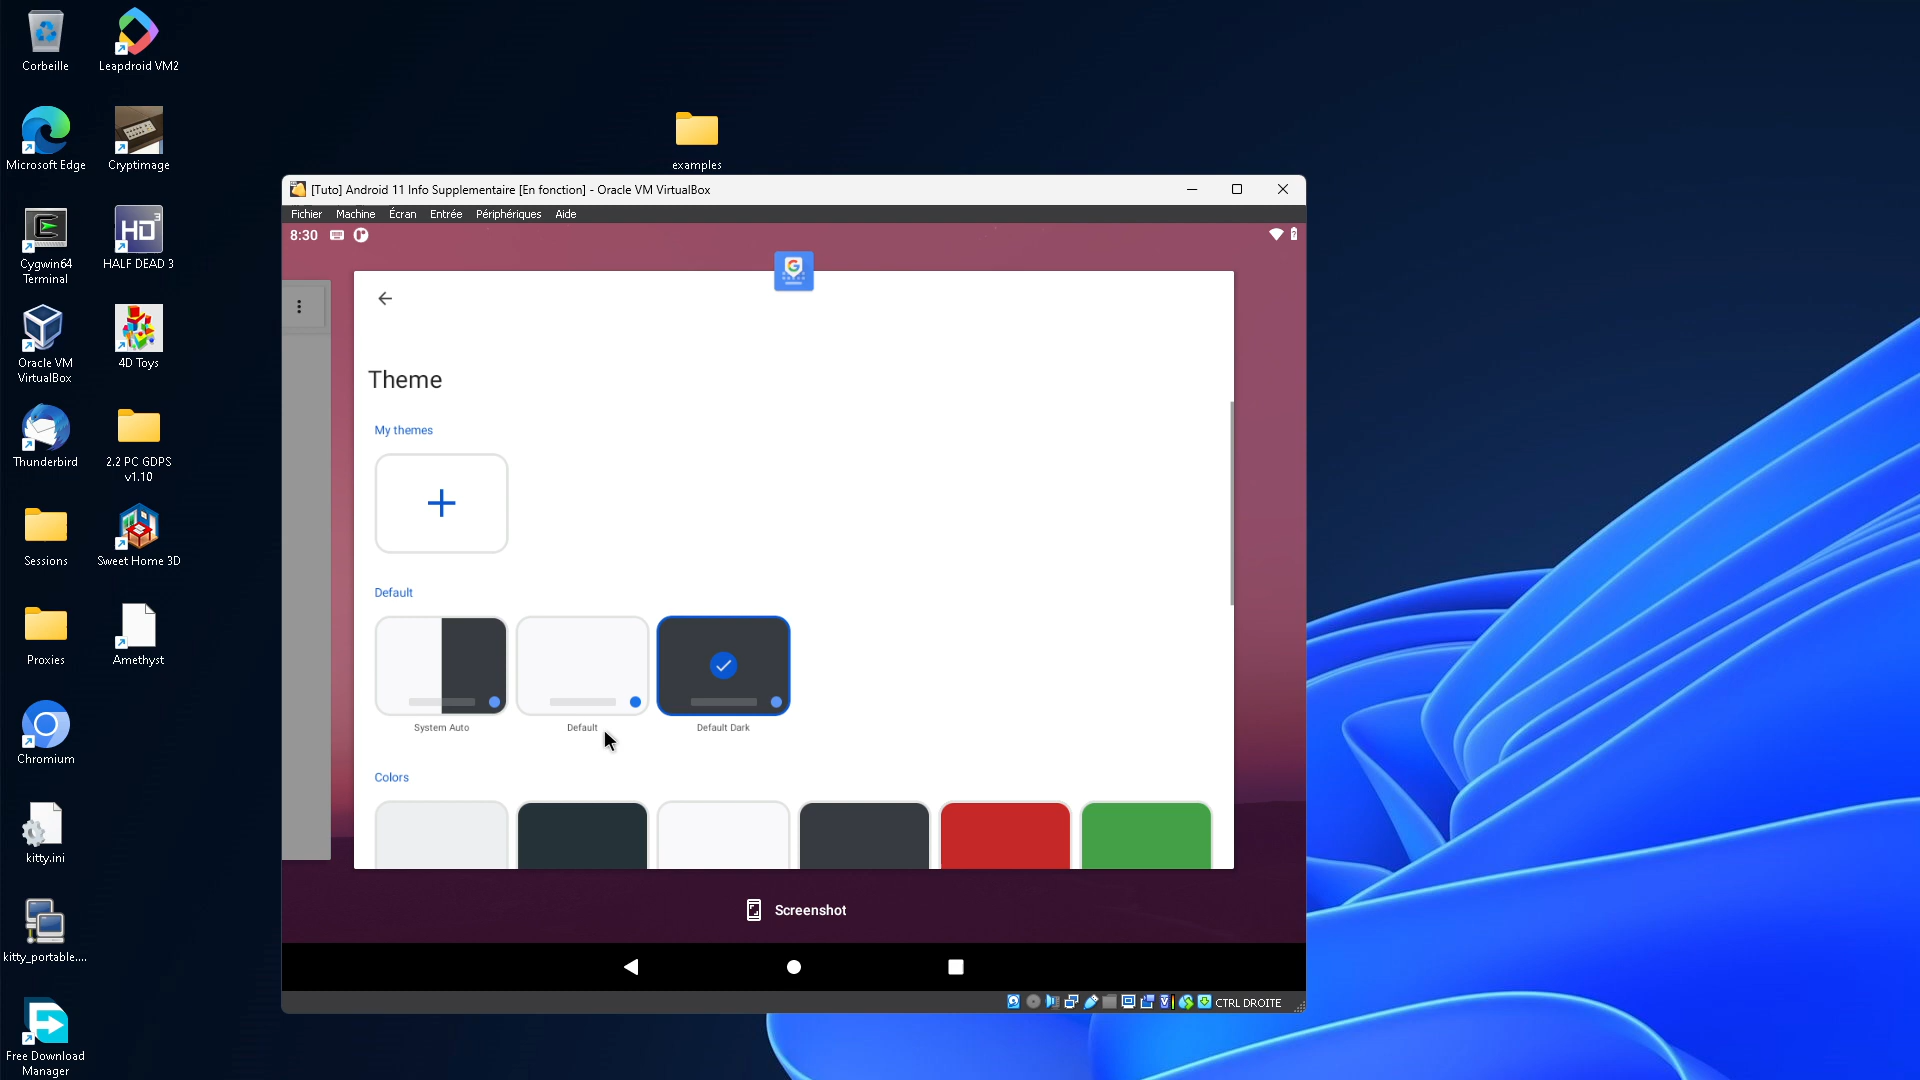 Corbeille
Leapdroid VM2
Microsoft Edge
Cryptimage
examples
Cygwin64
Terminal
HALF DEAD 3
Oracle VM
VirtualBox
4D Toys
Thunderbird
2.2 PC GDPS
v1.10
Sessions
Sweet Home 3D
Proxies
Amethyst
Chromium
kitty.ini
kitty_portable....
Free Download
Manager
[Tuto] Android 11 Info Supplementaire [En fonction] - Oracle VM VirtualBox
Fichier Machine Écran Entrée Périphériques Aide
8:30
Theme
My themes
Default
System Auto
Default
Default Dark
Colors
Screenshot
CTRL DROITE